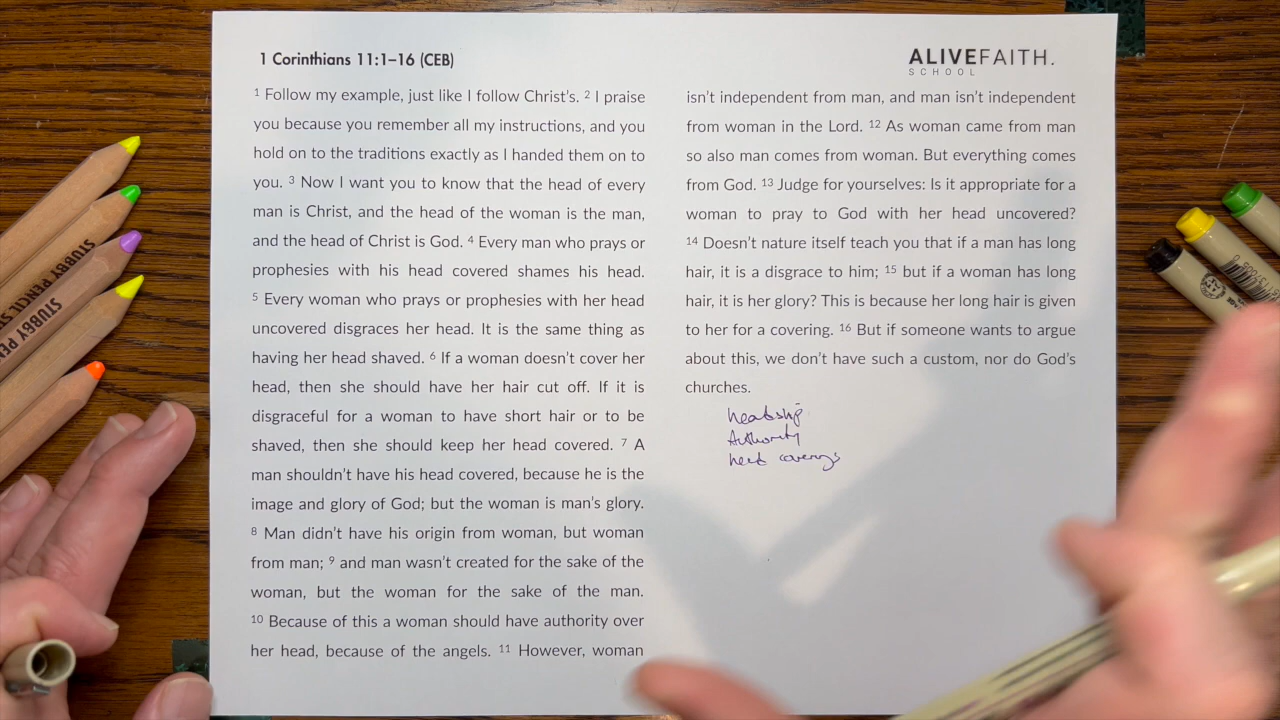 1 Corinthians 11:1–16 (CEB)
ALIVEFAITH.
SCHOOL
1 Follow my example, just like I follow Christ's. 2 I praise
you because you remember all my instructions, and you
hold on to the traditions exactly as I handed them on to
you. 3 Now I want you to know that the head of every
man is Christ, and the head of the woman is the man,
and the head of Christ is God. 4 Every man who prays or
prophesies with his head covered shames his head.
5 Every woman who prays or prophesies with her head
uncovered disgraces her head. It is the same thing as
having her head shaved. 6 If a woman doesn't cover her
head, then she should have her hair cut off. If it is
disgraceful for a woman to have short hair or to be
shaved, then she should keep her head covered. 7 A
man shouldn't have his head covered, because he is the
image and glory of God; but the woman is man's glory.
8 Man didn't have his origin from woman, but woman
from man; 9 and man wasn't created for the sake of the
woman, but the woman for the sake of the man.
10 Because of this a woman should have authority over
her head, because of the angels. 11 However, woman
isn't independent from man, and man isn't independent
from woman in the Lord. 12 As woman came from man
so also man comes from woman. But everything comes
from God. 13 Judge for yourselves: Is it appropriate for a
woman to pray to God with her head uncovered?
14 Doesn't nature itself teach you that if a man has long
hair, it is a disgrace to him; 15 but if a woman has long
hair, it is her glory? This is because her long hair is given
to her for a covering. 16 But if someone wants to argue
about this, we don't have such a custom, nor do God's
churches.
headship
Authority
head coverings
STUBBY PENCIL
STUBBY